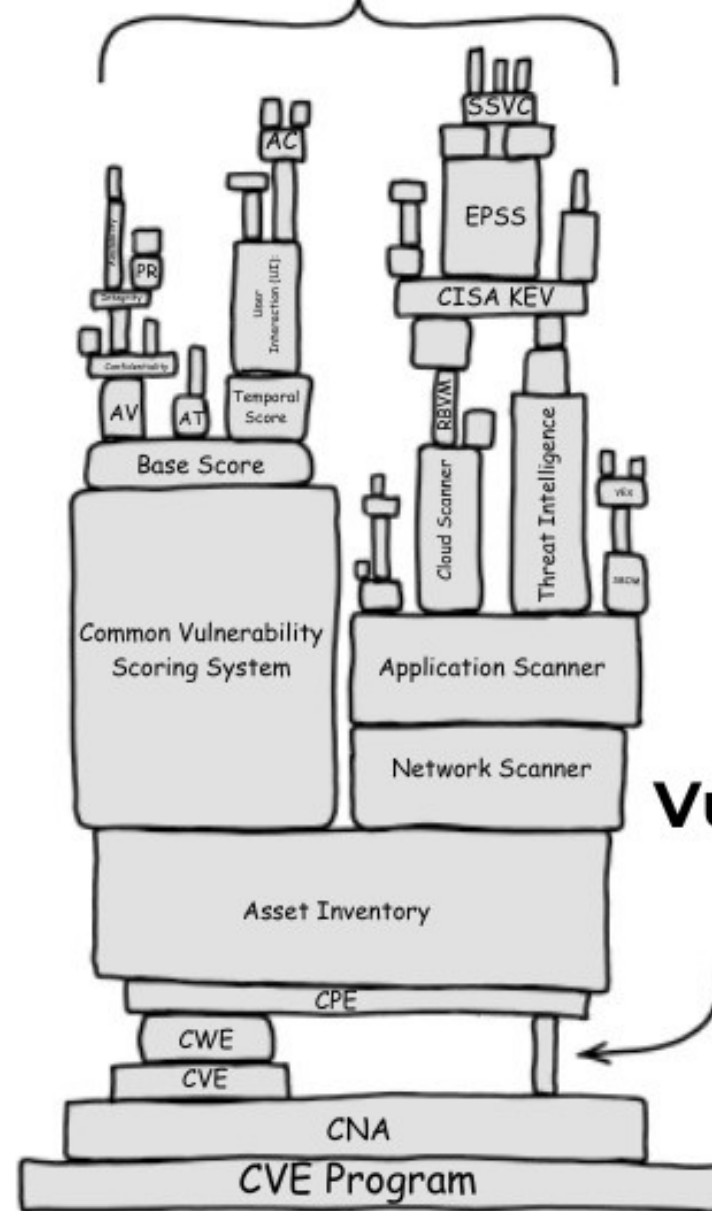 SSVC
AC
EPSS
PR
Integrity
User
Interaction (UI):
CISA KEV
Confidentiality
AV
AT
Temporal
Score
RBVM
Base Score
Cloud Scanner
Threat Intelligence
VEX
SBOM
Common Vulnerability
Scoring System
Application Scanner
Network Scanner
Vu
Asset Inventory
CPE
CWE
CVE
CNA
CVE Program